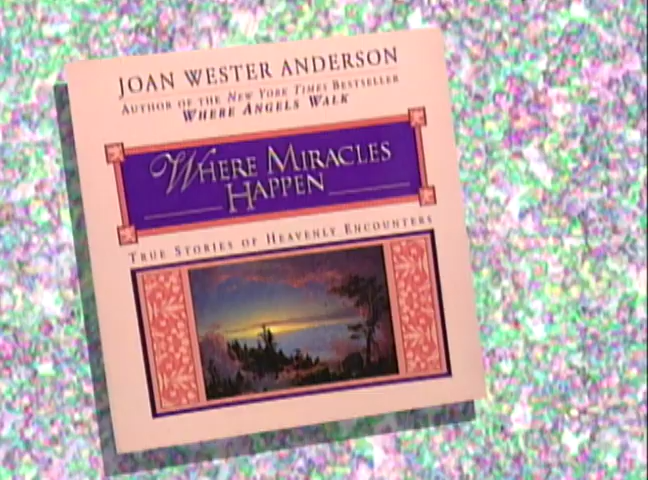 JOAN WESTER ANDERSON
AUTHOR OF THE NEW YORK TIMES BESTSELLER
WHERE ANGELS WALK
WHERE MIRACLES
HAPPEN
TRUE STORIES OF HEAVENLY ENCOUNTERS